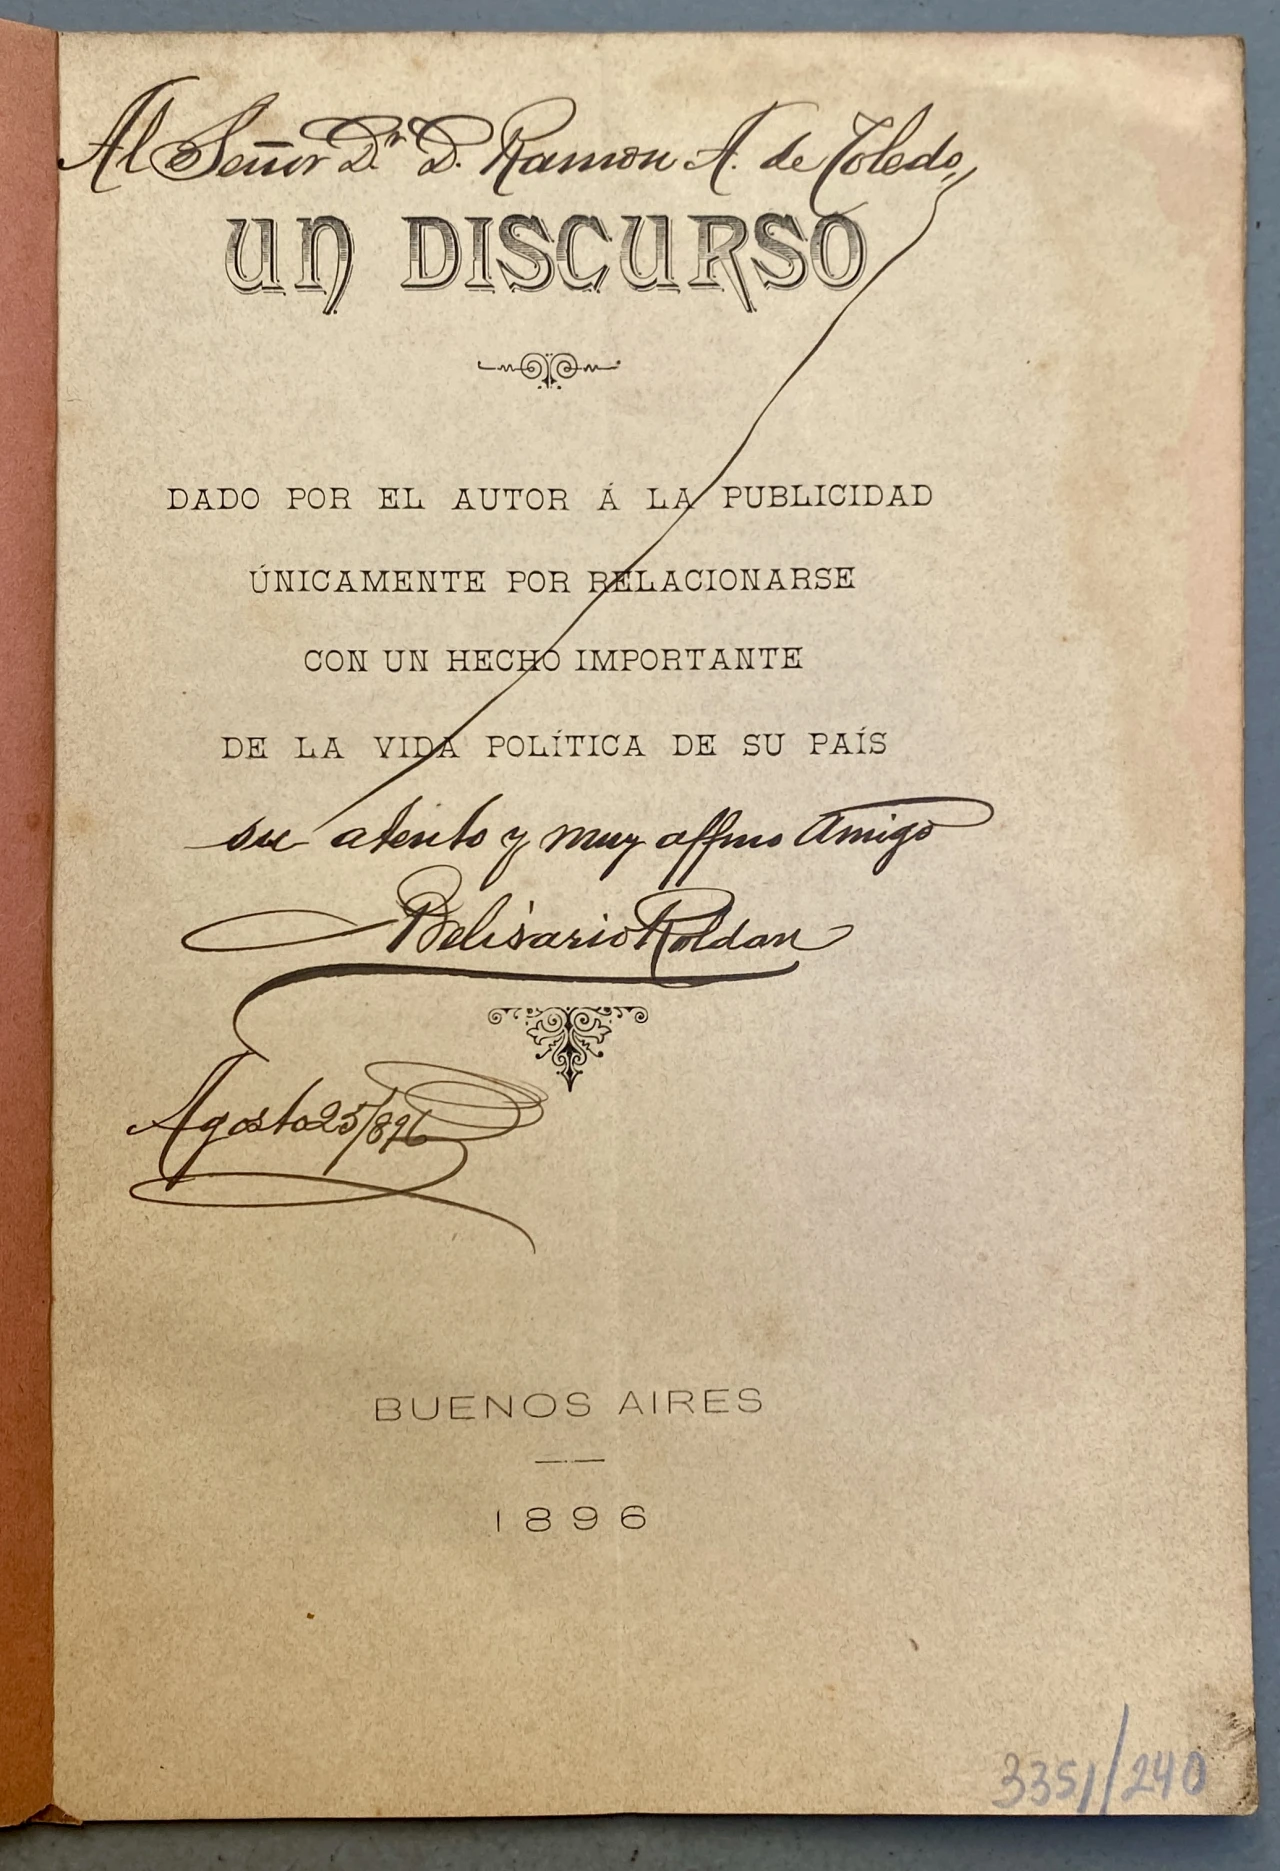 Al Señor Dr. D. Ramon A. de Toledo,
UN DISCURSO
DADO POR EL AUTOR Á LA PUBLICIDAD
ÚNICAMENTE POR RELACIONARSE
CON UN HECHO IMPORTANTE
DE LA VIDA POLÍTICA DE SU PAÍS
su atento y muy affmo amigo
Belisario Roldan
Agosto 25/896
BUENOS AIRES
1896
3351/240